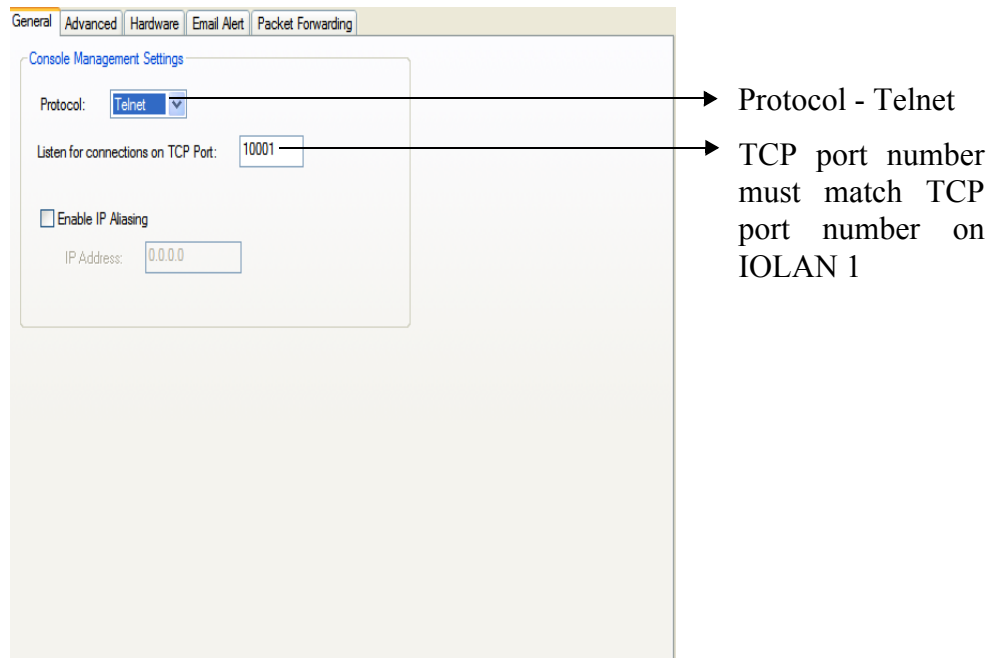 General Advanced Hardware Email Alert Packet Forwarding
Console Management Settings
Protocol: Telnet
Listen for connections on TCP Port: 10001
Enable IP Aliasing
IP Address: 0.0.0.0
Protocol - Telnet
TCP port number
must match TCP
port number on
IOLAN 1